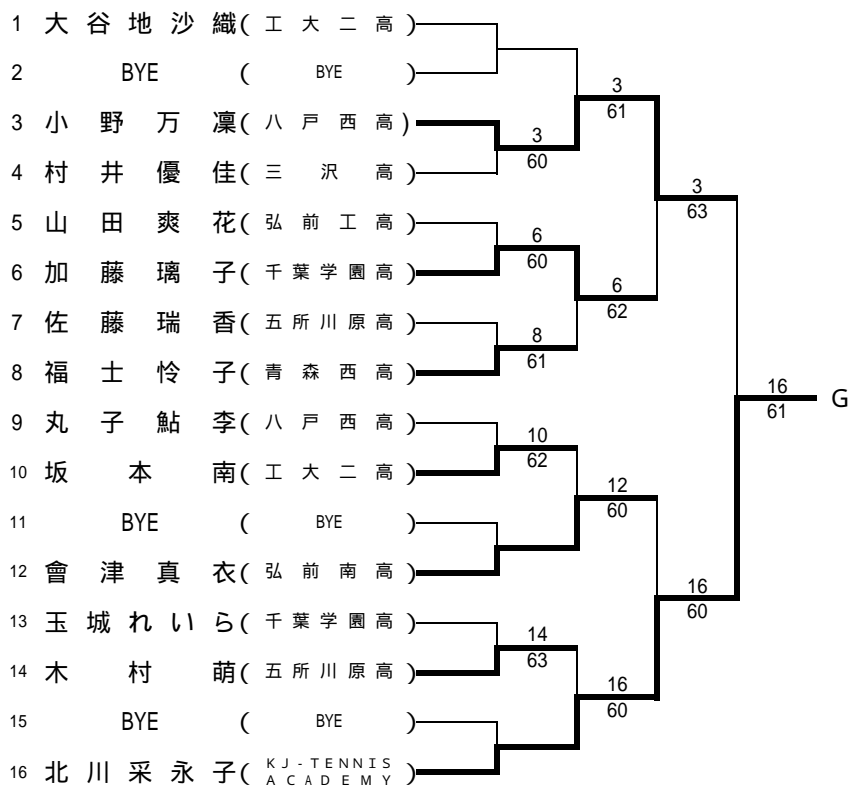 1 大谷地沙織(工大二高)
2 BYE (BYE)
3 小野万凜(八戸西高)
4 村井優佳(三沢高)
5 山田爽花(弘前工高)
6 加藤璃子(千葉学園高)
7 佐藤瑞香(五所川原高)
8 福士怜子(青森西高)
9 丸子鮎李(八戸西高)
10 坂本南(工大二高)
11 BYE (BYE)
12 會津真衣(弘前南高)
13 玉城れいら(千葉学園高)
14 木村萌(五所川原高)
15 BYE (BYE)
16 北川采永子(KJ-TENNIS ACADEMY)
3
60
6
60
8
61
10
62
14
63
3
61
6
62
12
60
16
60
3
63
16
60
16
61
G